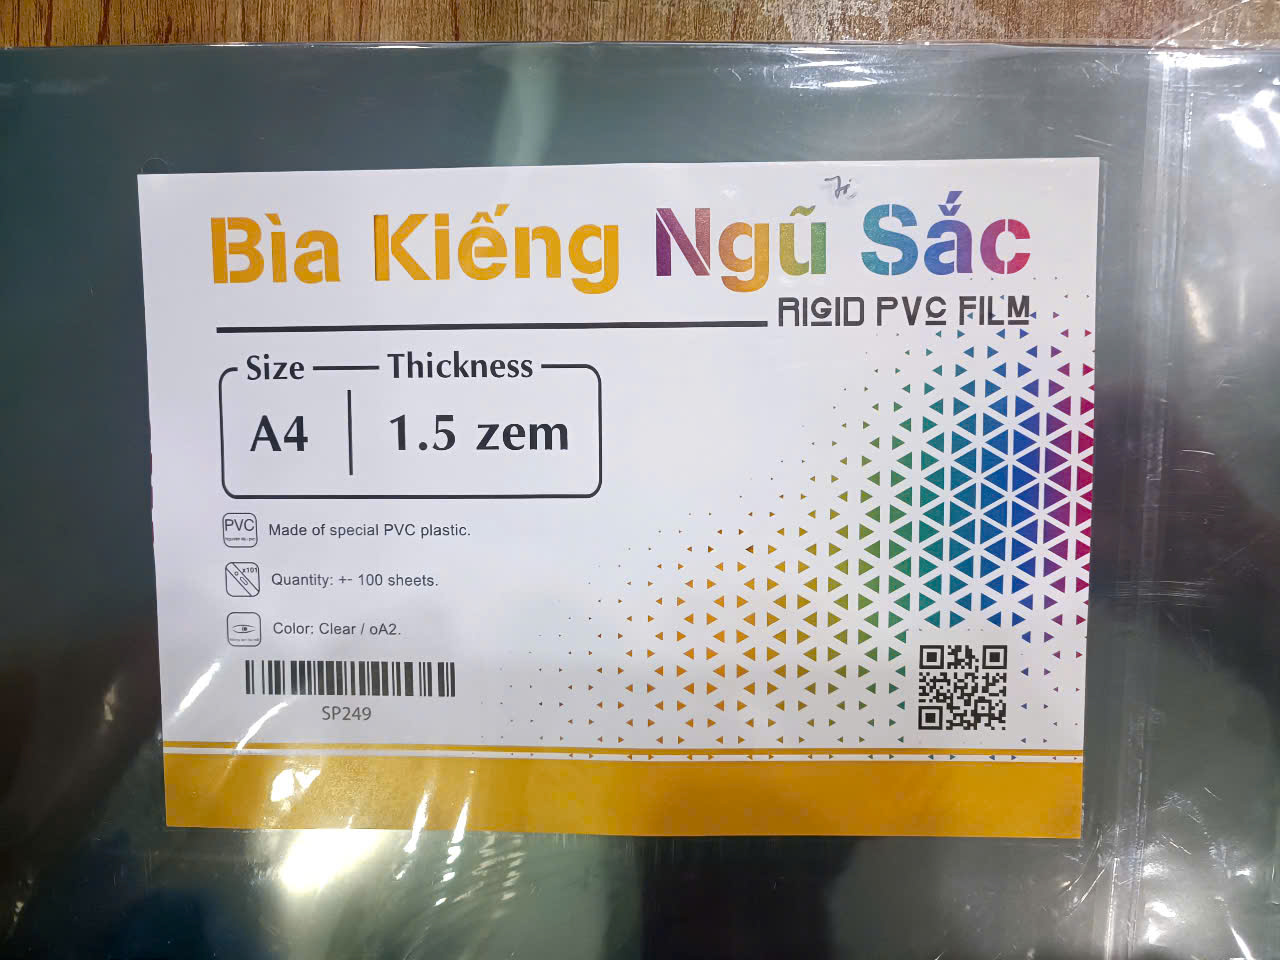 Bìa Kiếng Ngũ Sắc
RIGID PVC FILM
Size Thickness
A4 1.5 zem
PVC
Made of special PVC plastic.
x101
Quantity: +- 100 sheets.
Color: Clear / oA2.
SP249